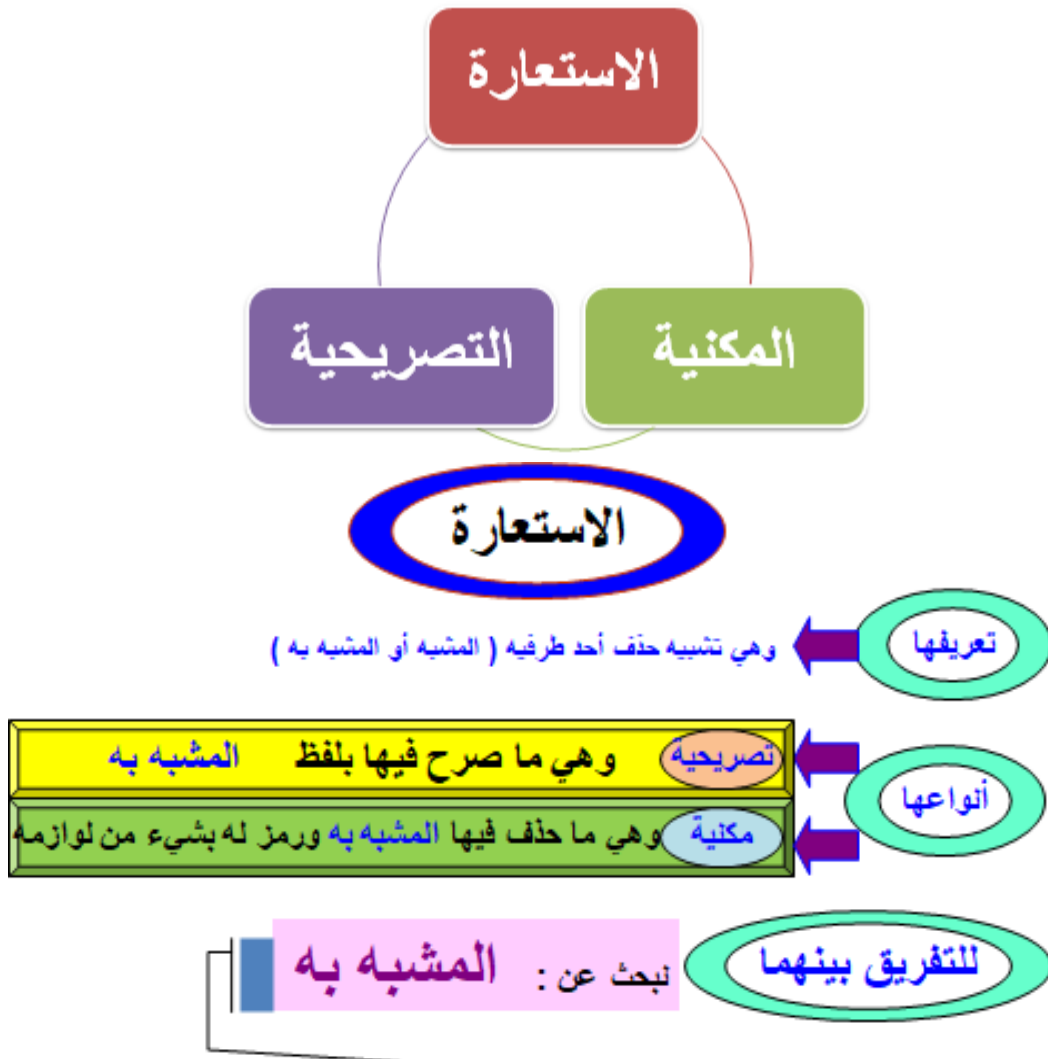 الاستعارة
المكنية
التصريحية
الاستعارة
تعريفها
وهي تشبيه حذف أحد طرفيه ( المشبه أو المشبه به )
أنواعها
تصريحية وهي ما صرح فيها بلفظ المشبه به
مكنية وهي ما حذف فيها المشبه به ورمز له بشيء من لوازمه
للتفريق بينهما
نبحث عن : المشبه به